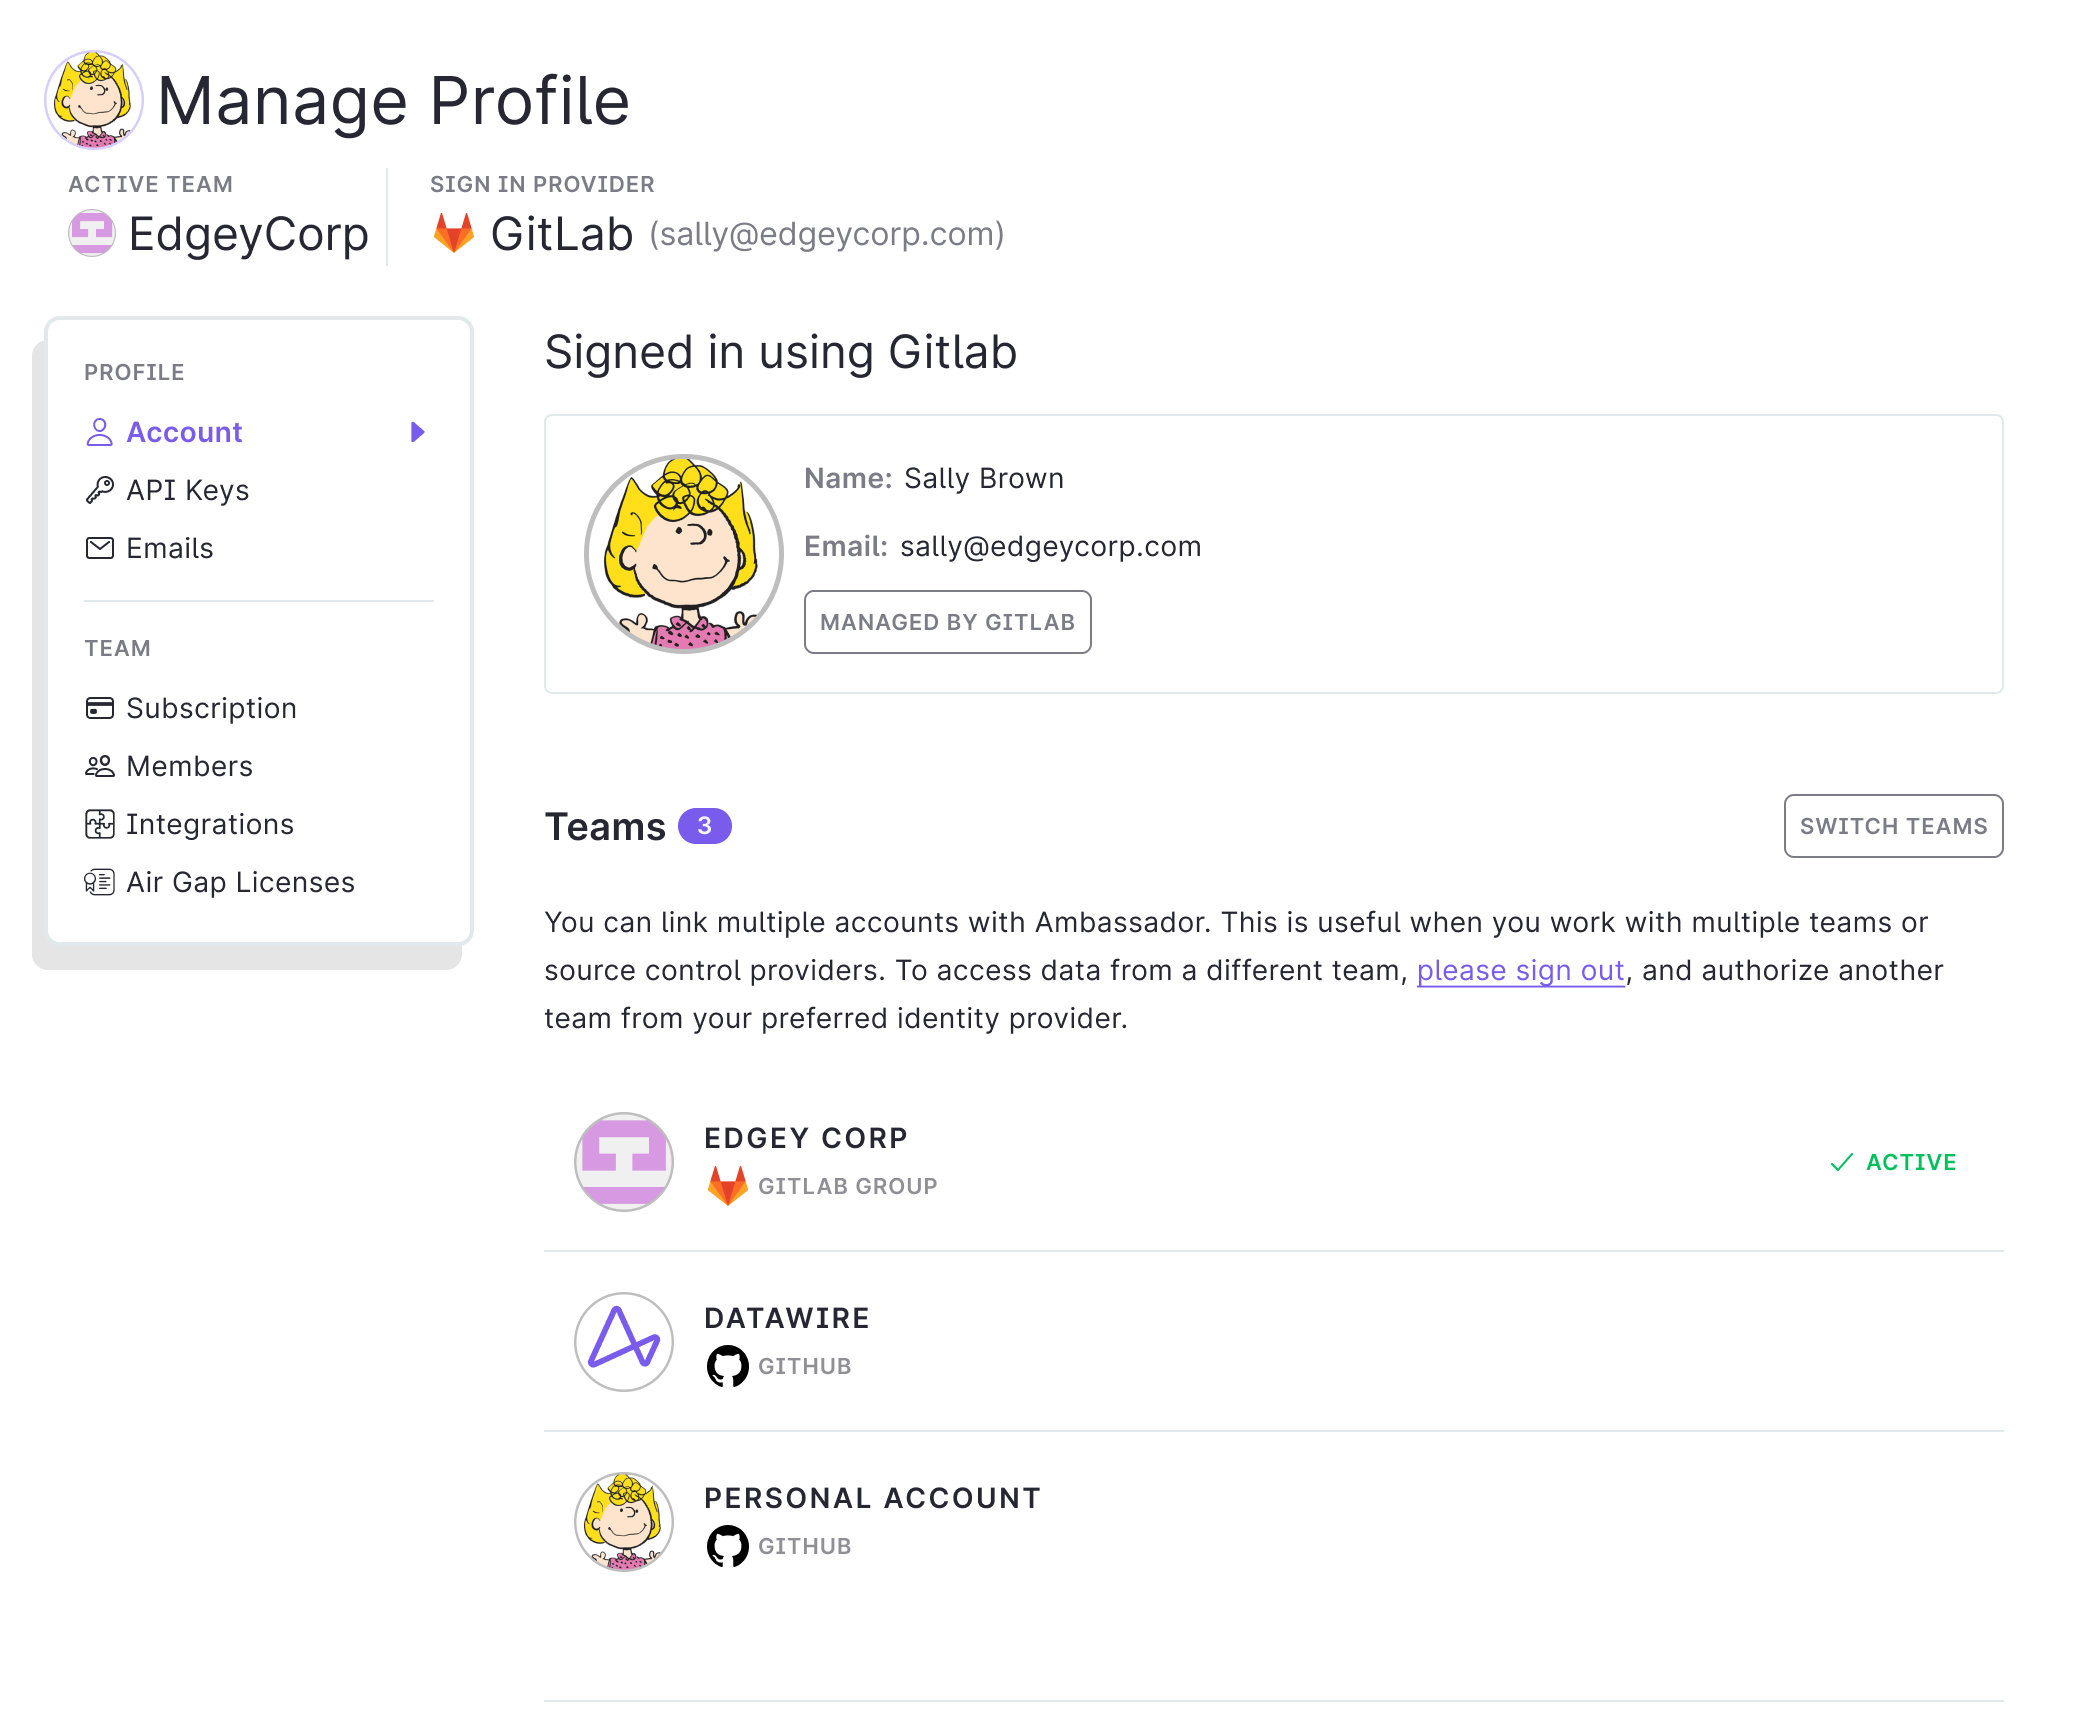 Manage Profile
ACTIVE TEAM
EdgeyCorp
SIGN IN PROVIDER
GitLab (sally@edgeycorp.com)
PROFILE
Account
API Keys
Emails
TEAM
Subscription
Members
Integrations
Air Gap Licenses
Signed in using Gitlab
Name: Sally Brown
Email: sally@edgeycorp.com
MANAGED BY GITLAB
Teams 3
SWITCH TEAMS
You can link multiple accounts with Ambassador. This is useful when you work with multiple teams or
source control providers. To access data from a different team, please sign out, and authorize another
team from your preferred identity provider.
EDGEY CORP
GITLAB GROUP
ACTIVE
DATAWIRE
GITHUB
PERSONAL ACCOUNT
GITHUB